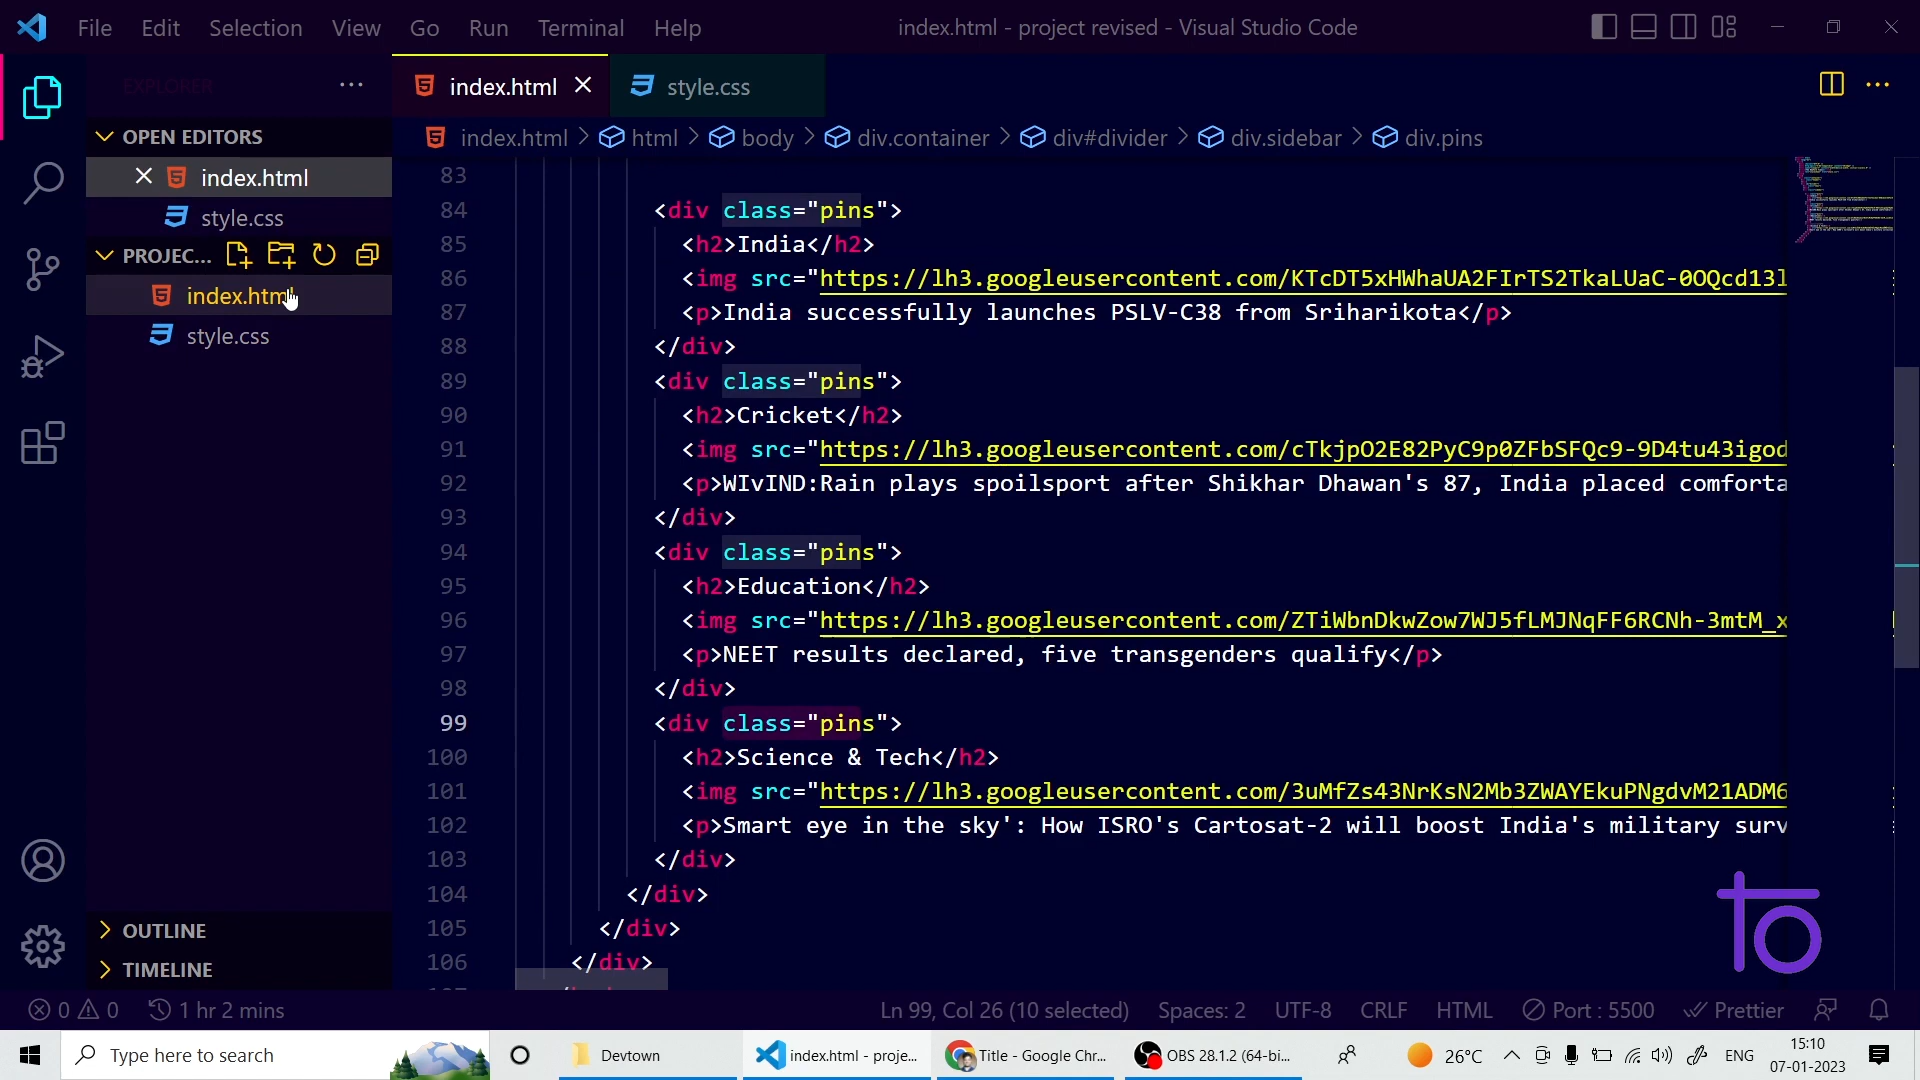 File Edit Selection View Go Run Terminal Help index.html - project revised - Visual Studio Code
EXPLORER ...
index.html style.css
OPEN EDITORS
index.html > html > body > div.container > div#divider > div.sidebar > div.pins
index.html
style.css
PROJEC...
index.html
style.css
83
84 <div class="pins">
85 <h2>India</h2>
86 <img src="https://lh3.googleusercontent.com/KTcDT5xHWhaUA2FIrTS2TkaLUaC-0OQcd13l
87 <p>India successfully launches PSLV-C38 from Sriharikota</p>
88 </div>
89 <div class="pins">
90 <h2>Cricket</h2>
91 <img src="https://lh3.googleusercontent.com/cTkjpO2E82PyC9p0ZFbSFQc9-9D4tu43igod
92 <p>WIvIND:Rain plays spoilsport after Shikhar Dhawan's 87, India placed comforta
93 </div>
94 <div class="pins">
95 <h2>Education</h2>
96 <img src="https://lh3.googleusercontent.com/ZTiWbnDkwZow7WJ5fLMJNqFF6RCNh-3mtM_x
97 <p>NEET results declared, five transgenders qualify</p>
98 </div>
99 <div class="pins">
100 <h2>Science & Tech</h2>
101 <img src="https://lh3.googleusercontent.com/3uMfZs43NrKsN2Mb3ZWAYEkuPNgdvM21ADM6
102 <p>Smart eye in the sky': How ISRO's Cartosat-2 will boost India's military surv
103 </div>
104 </div>
105 </div>
106 </div>
OUTLINE
TIMELINE
0 0 1 hr 2 mins Ln 99, Col 26 (10 selected) Spaces: 2 UTF-8 CRLF HTML Port : 5500 Prettier
Type here to search Devtown index.html - proje... Title - Google Chr... OBS 28.1.2 (64-bi... 26°C ENG 15:10
07-01-2023